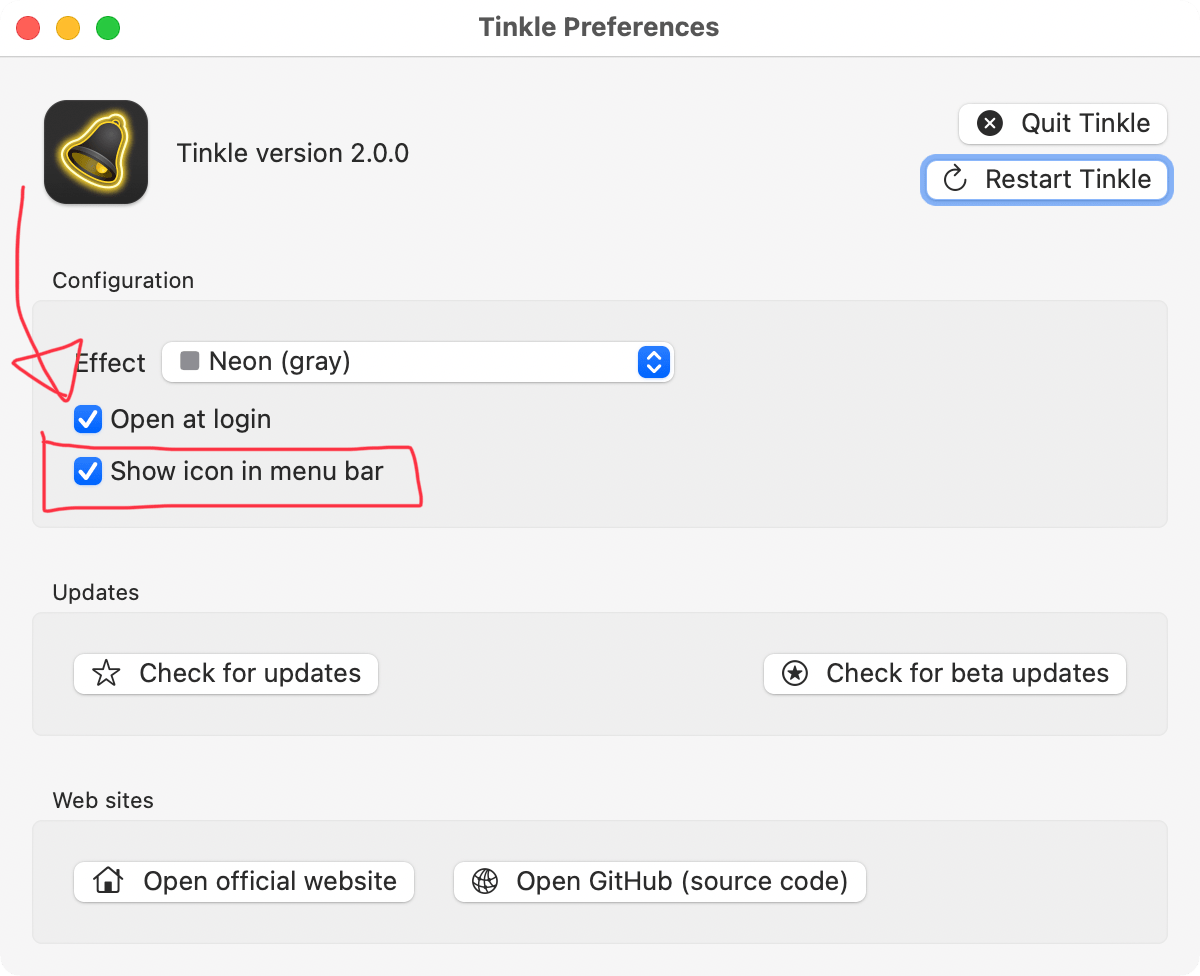 Tinkle Preferences
Tinkle version 2.0.0
Quit Tinkle
Restart Tinkle
Configuration
Effect Neon (gray)
Open at login
Show icon in menu bar
Updates
Check for updates
Check for beta updates
Web sites
Open official website
Open GitHub (source code)